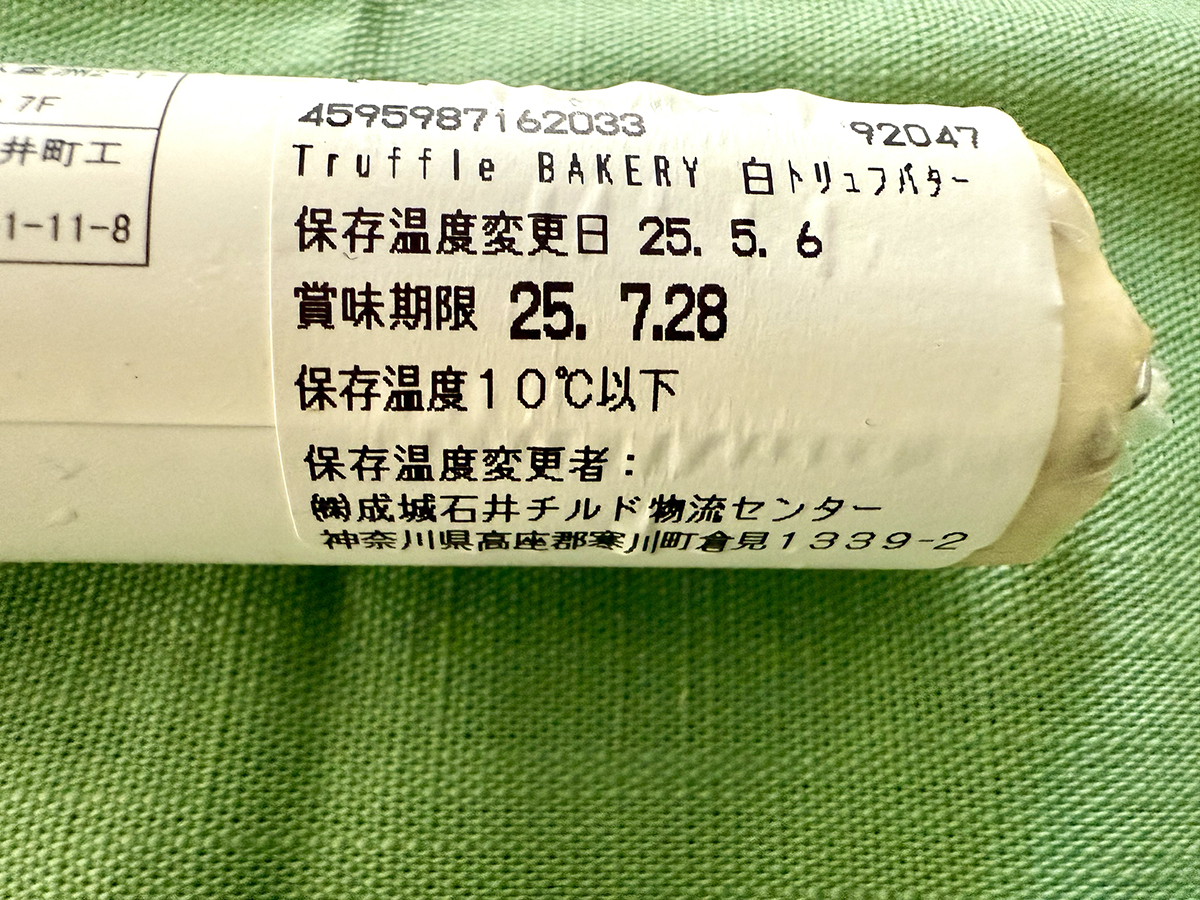 7F
井町工
1-11-8
4595987162033 92047
Truffle BAKERY 白トリュフバター
保存温度変更日 25. 5. 6
賞味期限 25. 7.28
保存温度10℃以下
保存温度変更者:
㈱成城石井チルド物流センター
神奈川県高座郡寒川町倉見1339-2